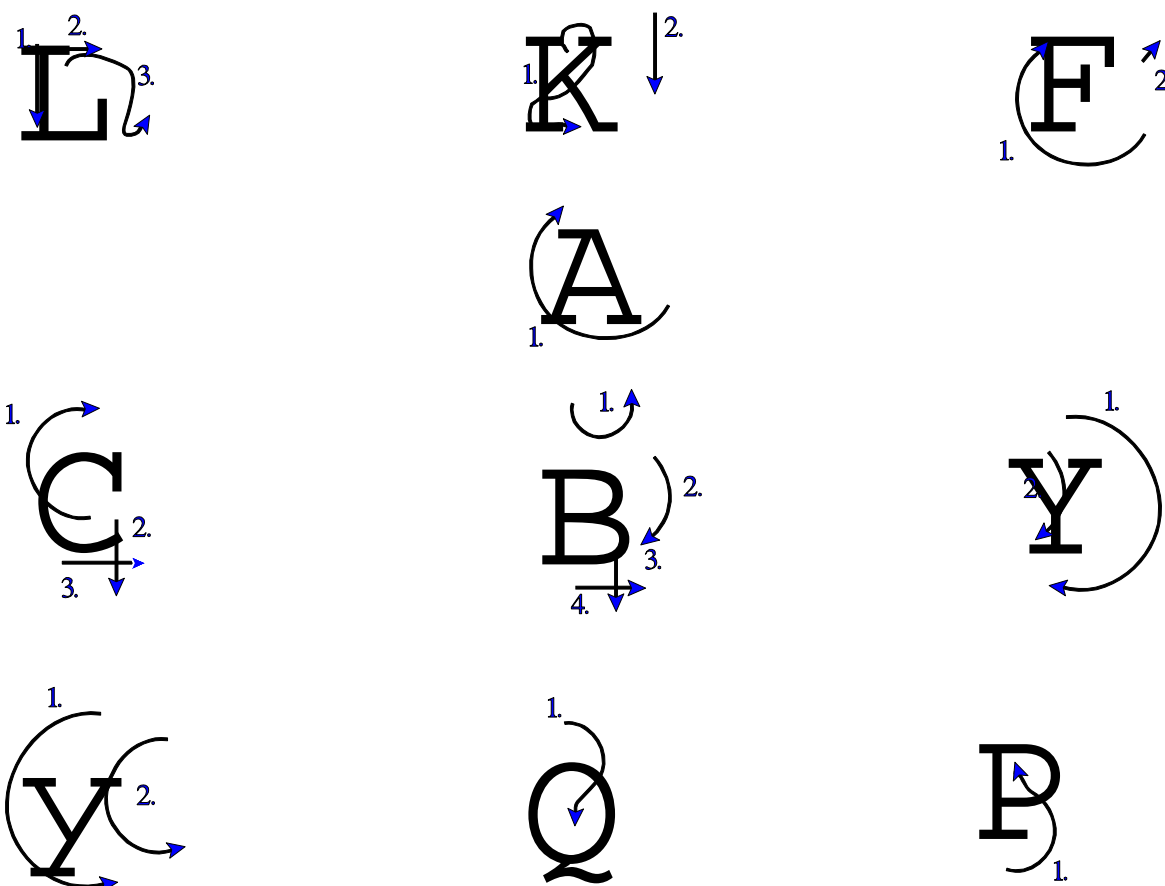 1. 2. L 3.
1. K 2.
1. F 2
1. A
1. C 2. 3.
1. B 2. 3. 4.
1. Y 2.
1. y 2.
1. Q
P 1.